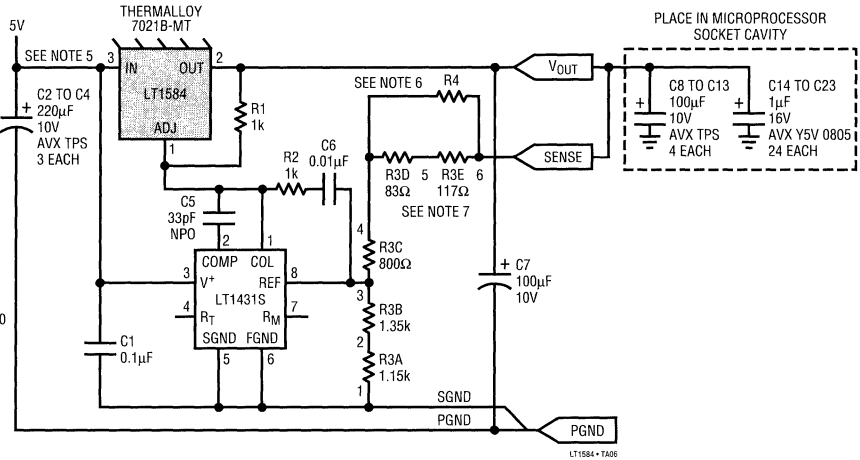 THERMALLOY
7021B-MT
PLACE IN MICROPROCESSOR
SOCKET CAVITY
5V
SEE NOTE 5
3
IN
OUT
2
LT1584
ADJ
1
C2 TO C4
220µF
10V
AVX TPS
3 EACH
+
R1
1k
SEE NOTE 6
R4
VOUT
SENSE
+
C8 TO C13
100µF
10V
AVX TPS
4 EACH
+
C14 TO C23
1µF
16V
AVX Y5V 0805
24 EACH
C6
0.01µF
R2
1k
R3D
83Ω
5
R3E
117Ω
6
SEE NOTE 7
C5
33pF
NPO
2
1
4
R3C
800Ω
COMP
COL
3
V+
REF
8
LT1431S
4
RT
RM
7
SGND
FGND
5
6
3
R3B
1.35k
2
R3A
1.15k
1
+
C7
100µF
10V
0
C1
0.1µF
SGND
PGND
PGND
LT1584 • TA06